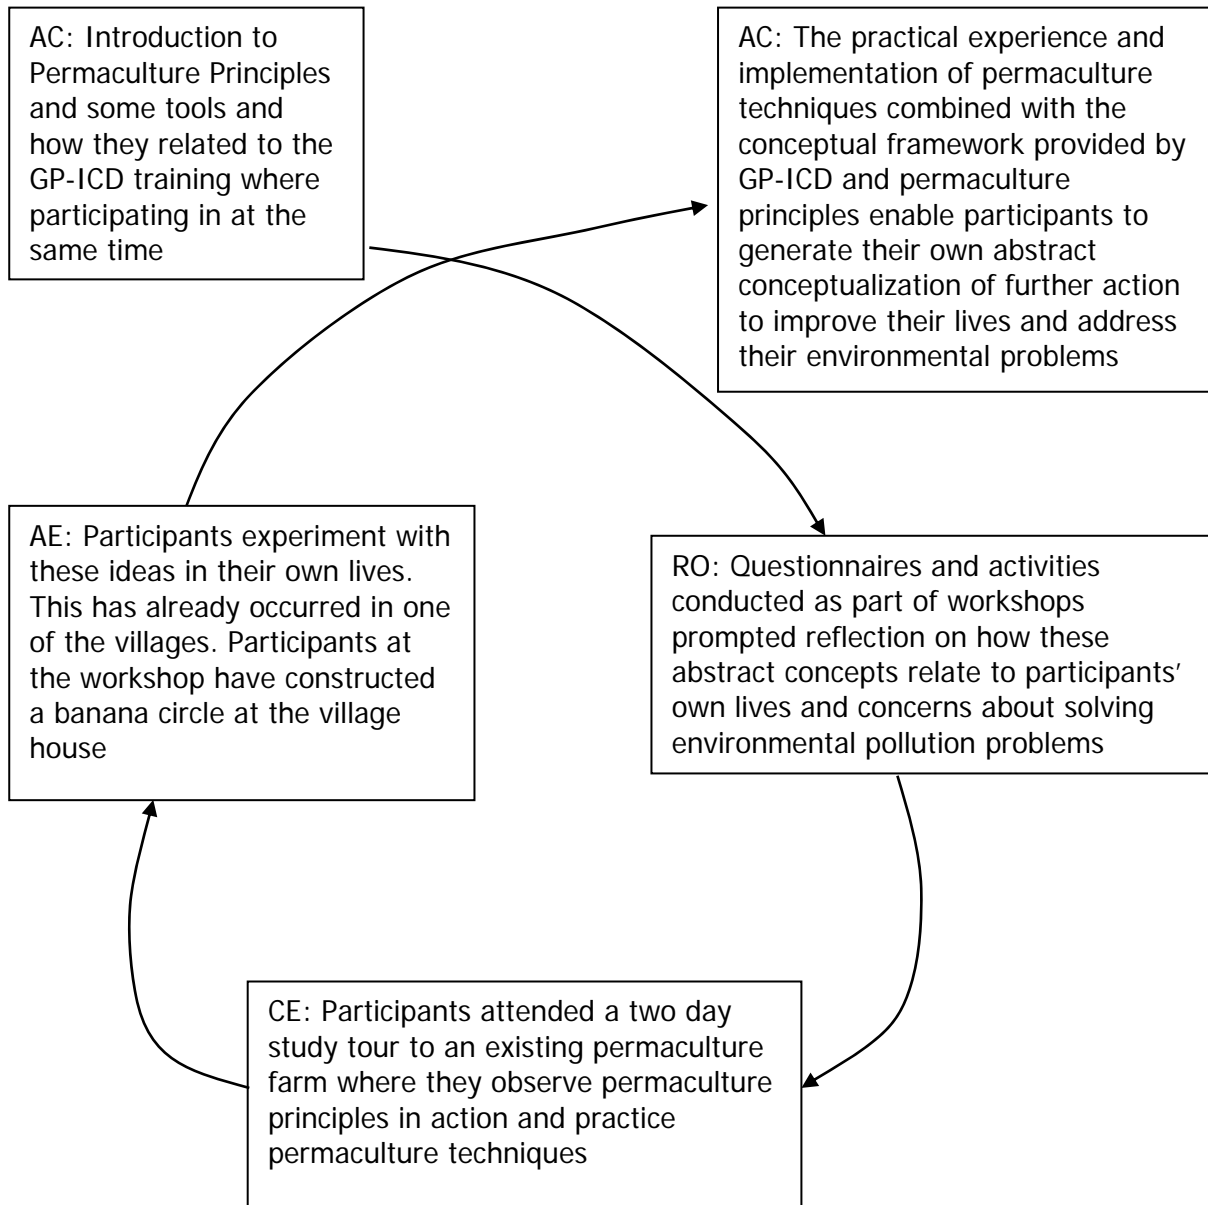 AC: Introduction to
Permaculture Principles
and some tools and
how they related to the
GP-ICD training where
participating in at the
same time
AC: The practical experience and
implementation of permaculture
techniques combined with the
conceptual framework provided by
GP-ICD and permaculture
principles enable participants to
generate their own abstract
conceptualization of further action
to improve their lives and address
their environmental problems
AE: Participants experiment with
these ideas in their own lives.
This has already occurred in one
of the villages. Participants at
the workshop have constructed
a banana circle at the village
house
RO: Questionnaires and activities
conducted as part of workshops
prompted reflection on how these
abstract concepts relate to participants’
own lives and concerns about solving
environmental pollution problems
CE: Participants attended a two day
study tour to an existing permaculture
farm where they observe permaculture
principles in action and practice
permaculture techniques